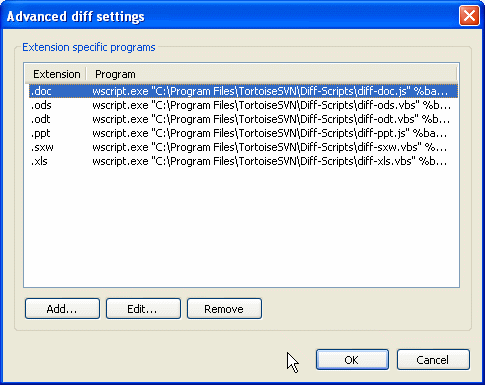 Advanced diff settings
Extension specific programs
Extension Program
.doc wscript.exe "C:\Program Files\TortoiseSVN\Diff-Scripts\diff-doc.js" %ba...
.ods wscript.exe "C:\Program Files\TortoiseSVN\Diff-Scripts\diff-ods.vbs" %b...
.odt wscript.exe "C:\Program Files\TortoiseSVN\Diff-Scripts\diff-odt.vbs" %b...
.ppt wscript.exe "C:\Program Files\TortoiseSVN\Diff-Scripts\diff-ppt.js" %ba...
.sxw wscript.exe "C:\Program Files\TortoiseSVN\Diff-Scripts\diff-sxw.vbs" %b...
.xls wscript.exe "C:\Program Files\TortoiseSVN\Diff-Scripts\diff-xls.vbs" %b...
Add... Edit... Remove
OK Cancel